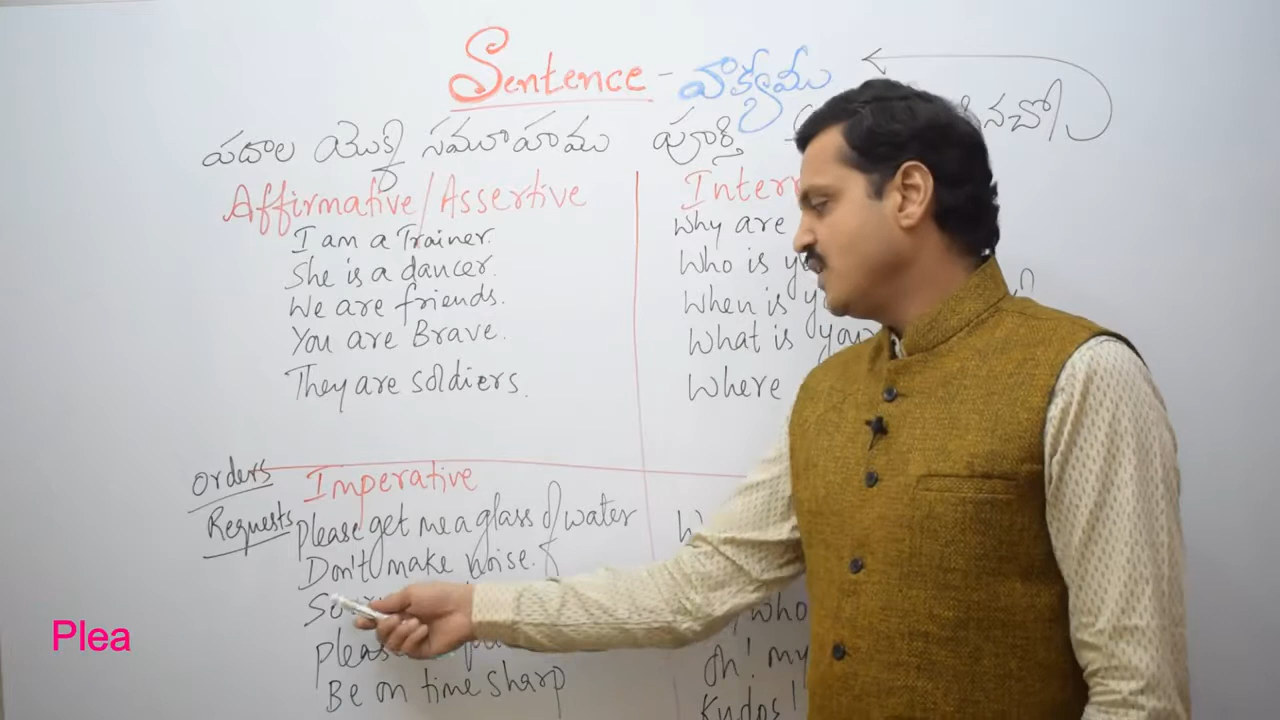 Sentence - వాక్యము
పదాల యొక్క సమూహము
పూర్తి
Affirmative/Assertive
I am a Trainer.
She is a dancer.
We are friends.
You are Brave.
They are soldiers.
Why are
Who is
When is
What is your
Where
Orders
Requests
Imperative
Please get me a glass of water
Don't make noise.
Please
Be on time sharp
who
Oh! my
Kudos!
Plea